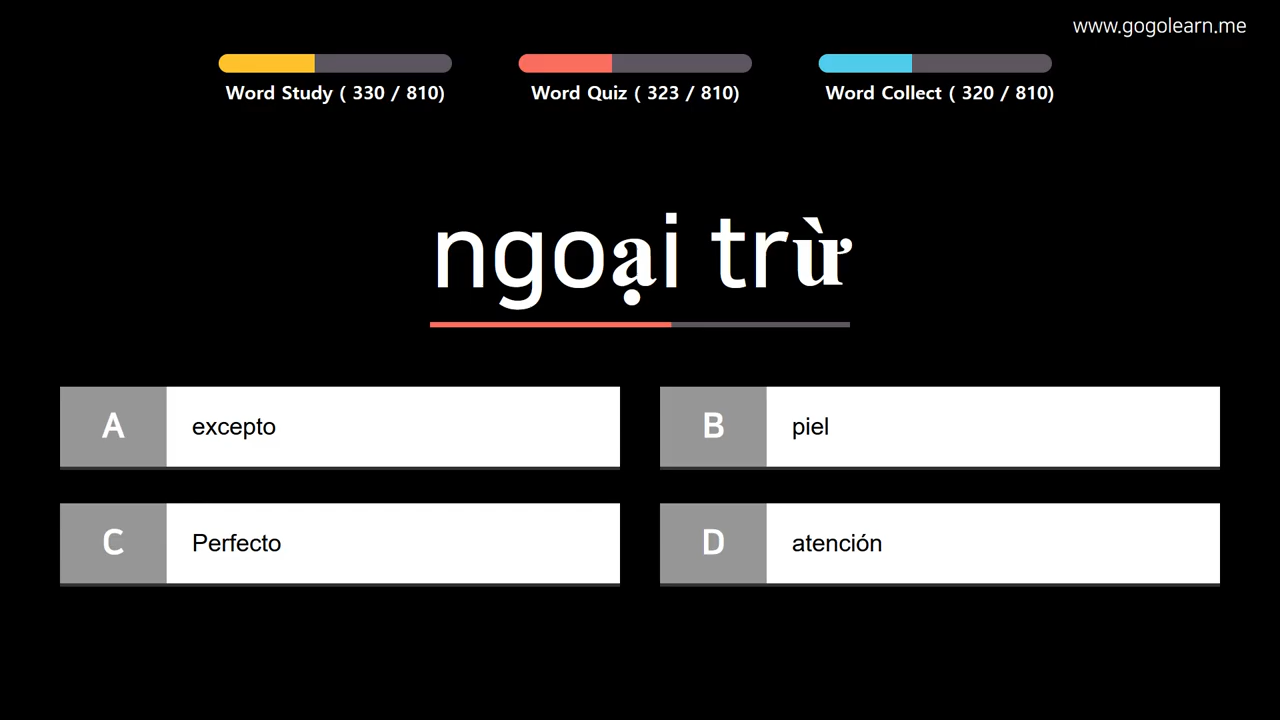 www.gogolearn.me
Word Study ( 330 / 810)
Word Quiz ( 323 / 810)
Word Collect ( 320 / 810)
ngoại trừ
A excepto
B piel
C Perfecto
D atención